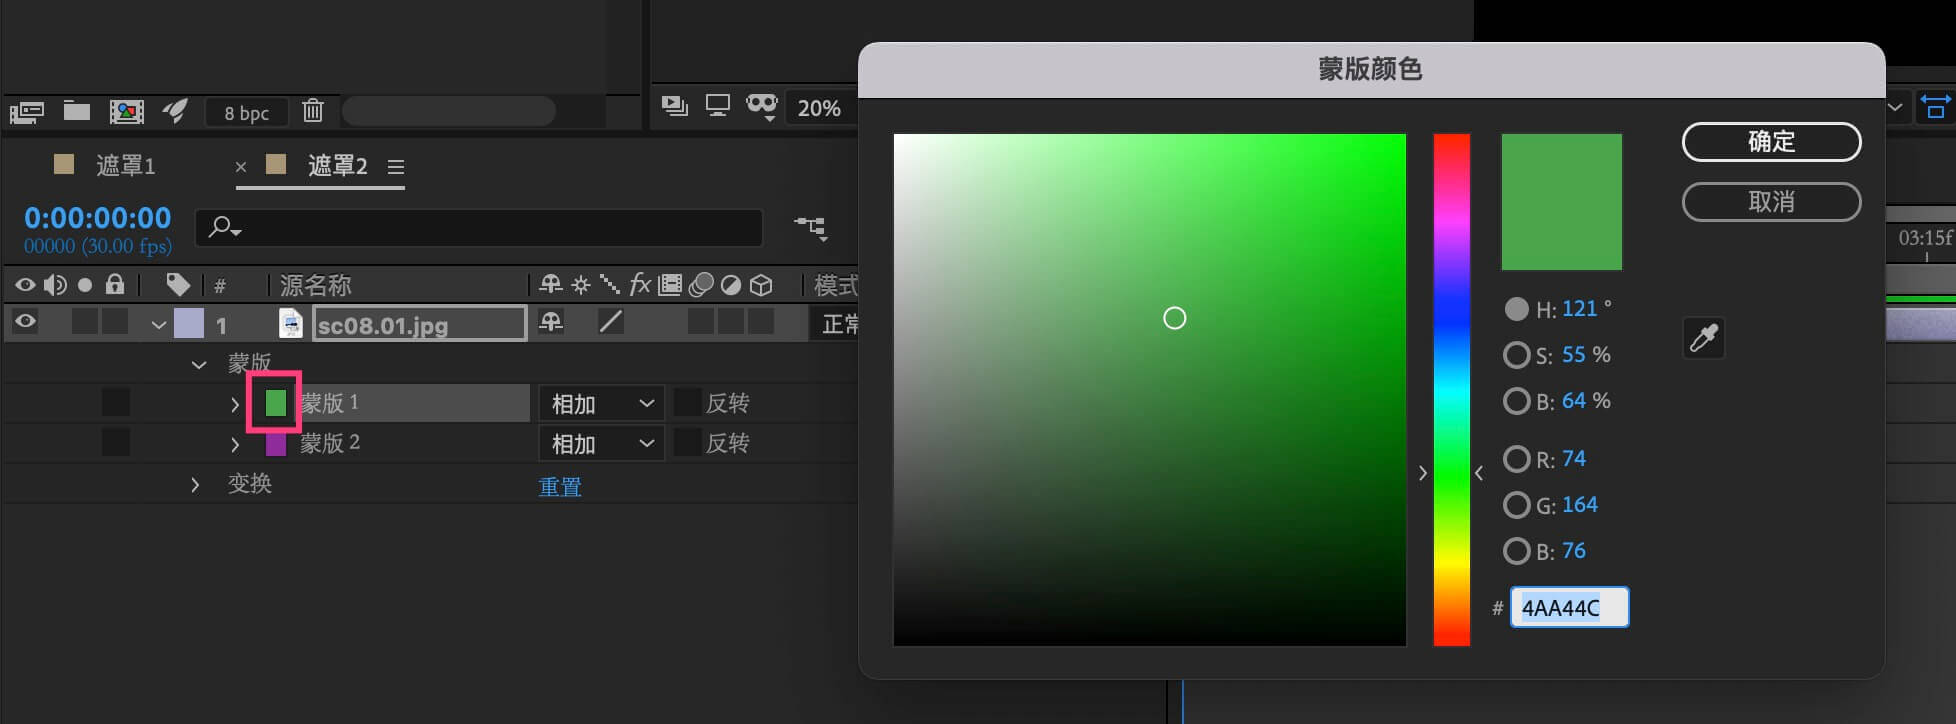 蒙版颜色
8 bpc
20%
确定
遮罩1
× 遮罩2
取消
0:00:00:00
00000 (30.00 fps)
03:15f
# 源名称
fx
模式
H: 121 °
1 sc08.01.jpg
正常
S: 55 %
蒙版
B: 64 %
蒙版 1 相加 反转
蒙版 2 相加 反转
R: 74
变换 重置
G: 164
B: 76
# 4AA44C